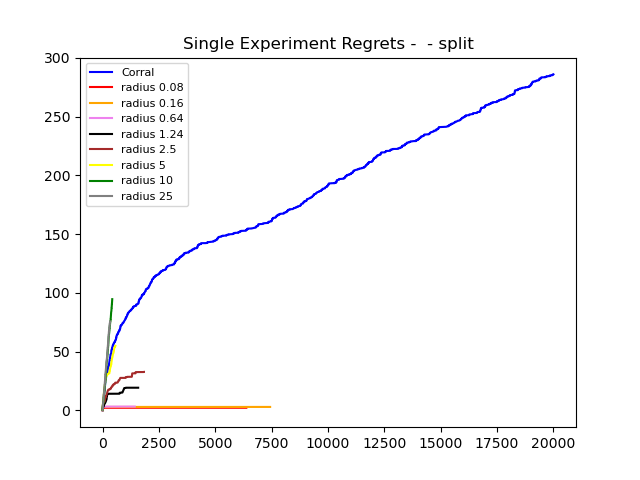 Single Experiment Regrets -  - split
300
250
200
150
100
50
0
Corral
radius 0.08
radius 0.16
radius 0.64
radius 1.24
radius 2.5
radius 5
radius 10
radius 25
0 2500 5000 7500 10000 12500 15000 17500 20000